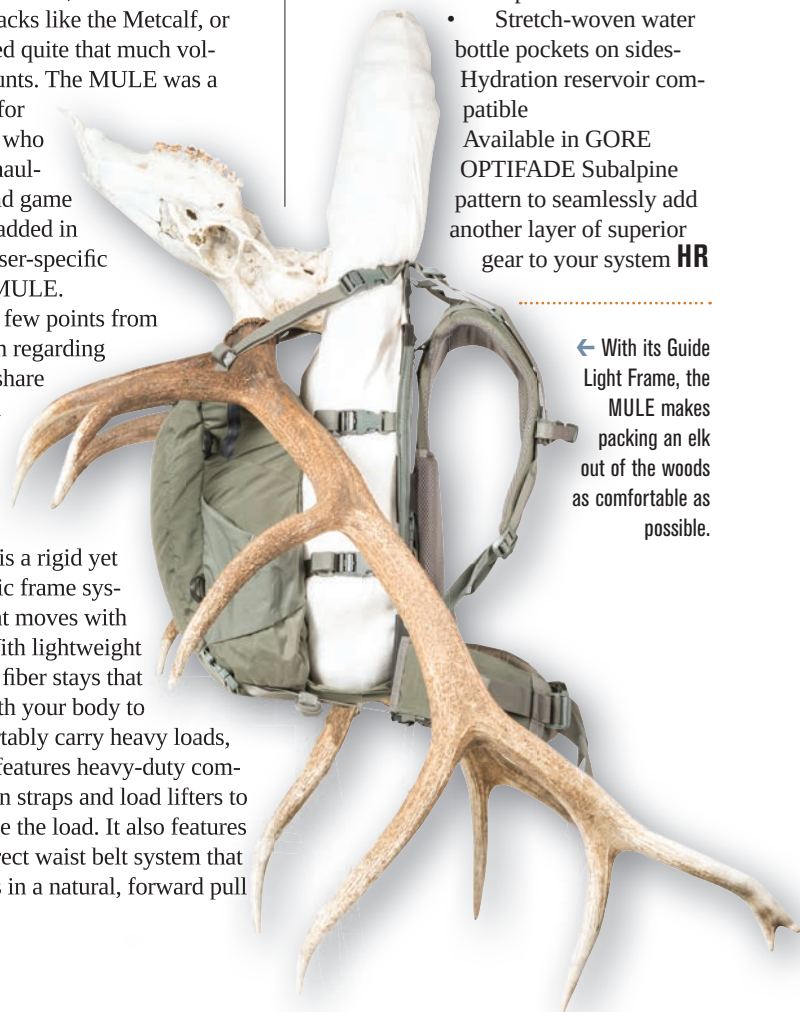 acks like the Metcalf, or
ed quite that much vol-
unts. The MULE was a
for
who
haul-
nd game
added in
ser-specific
MULE.
few points from
n regarding
share
is a rigid yet
ic frame sys-
at moves with
ith lightweight
fiber stays that
th your body to
rtably carry heavy loads,
features heavy-duty com-
n straps and load lifters to
e the load. It also features
rect waist belt system that
s in a natural, forward pull
• Stretch-woven water
bottle pockets on sides-
Hydration reservoir com-
patible
Available in GORE
OPTIFADE Subalpine
pattern to seamlessly add
another layer of superior
gear to your system HR
← With its Guide
Light Frame, the
MULE makes
packing an elk
out of the woods
as comfortable as
possible.